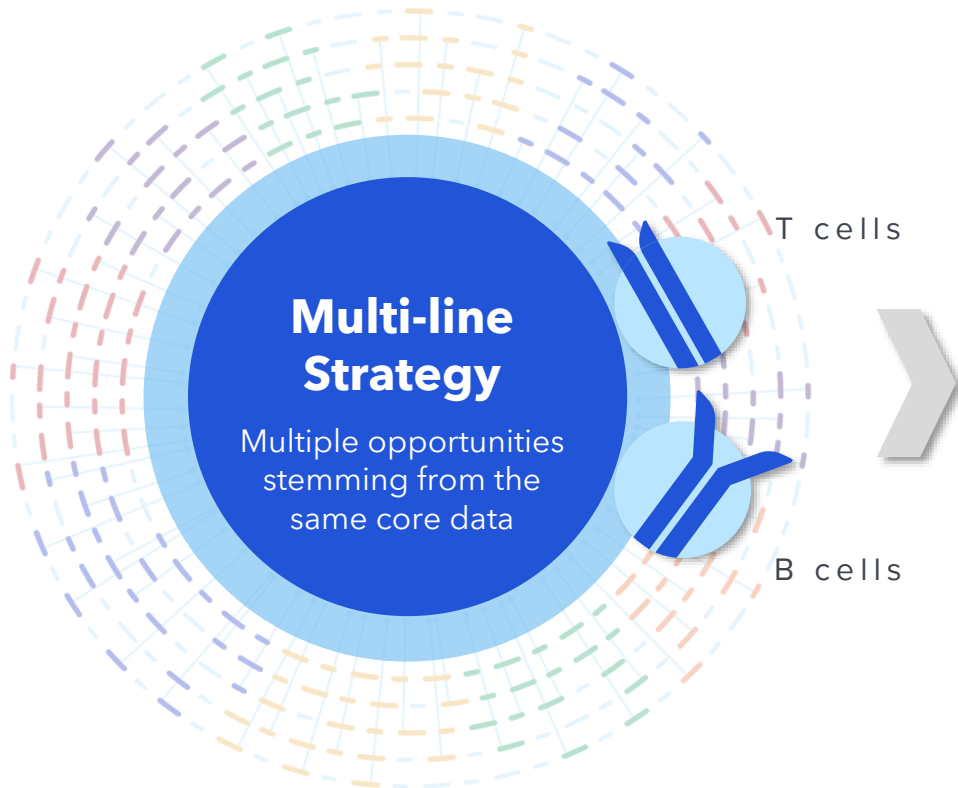 Multi-line
Strategy
Multiple opportunities
stemming from the
same core data
T cells
B cells